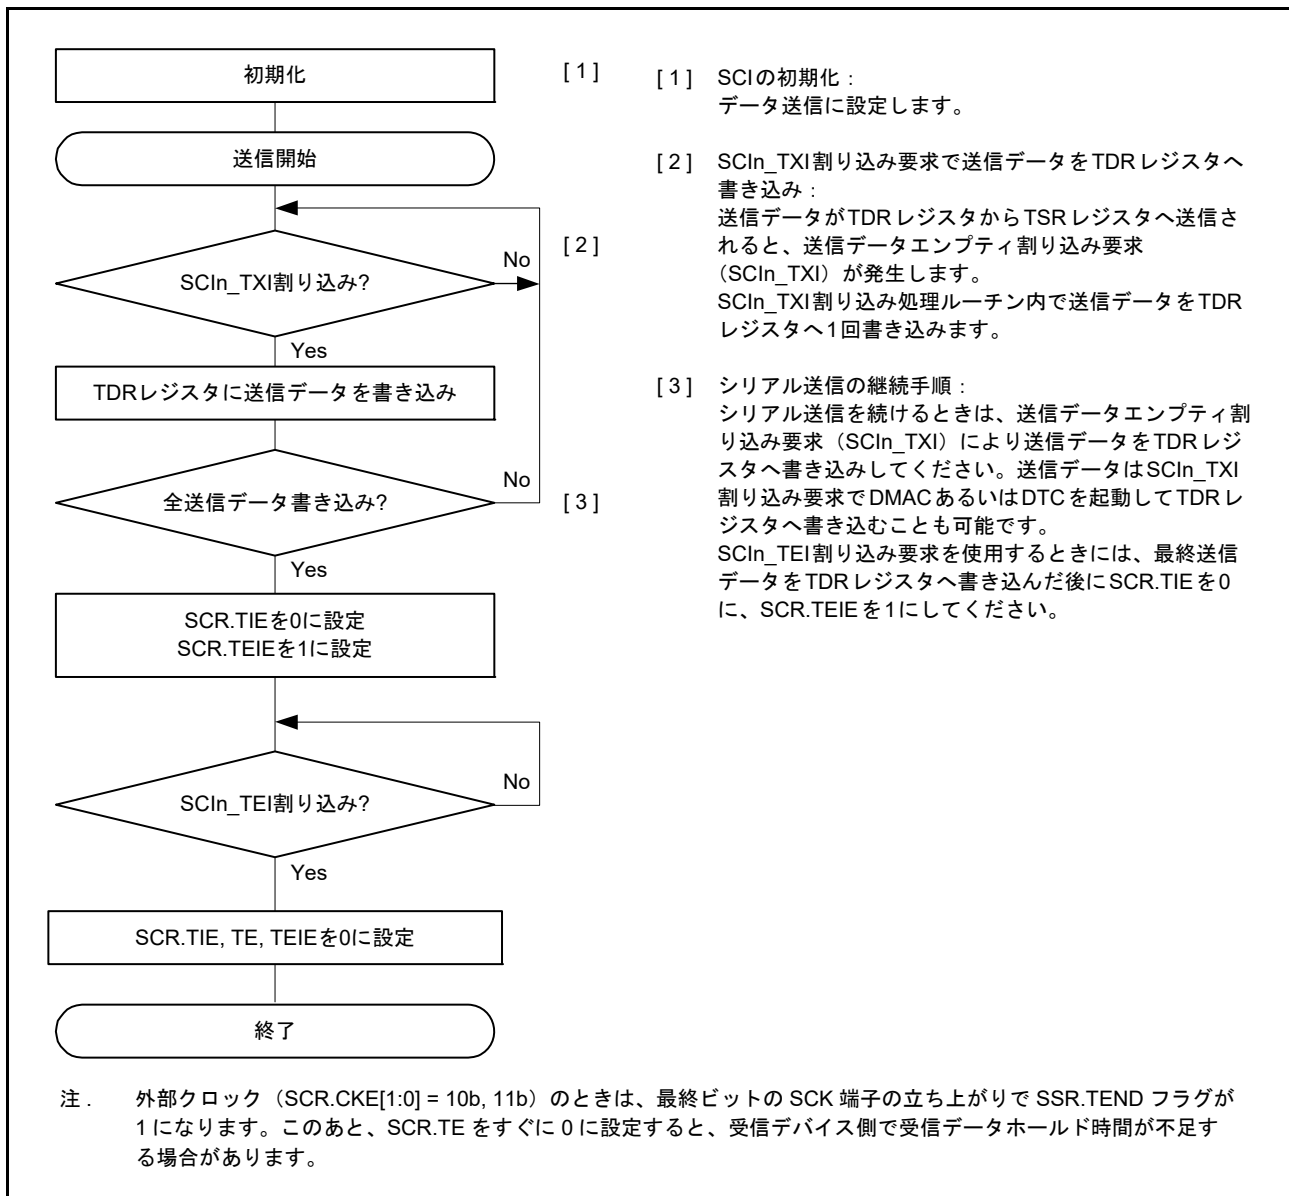 初期化
[ 1 ]
送信開始
[ 2 ]
SCIn_TXI割り込み?
No
Yes
TDRレジスタに送信データを書き込み
全送信データ書き込み?
No
[ 3 ]
Yes
SCR.TIEを0に設定
SCR.TEIEを1に設定
SCIn_TEI割り込み?
No
Yes
SCR.TIE, TE, TEIEを0に設定
終了
[ 1 ] SCIの初期化：
データ送信に設定します。
[ 2 ] SCIn_TXI割り込み要求で送信データをTDRレジスタへ
書き込み：
送信データがTDRレジスタからTSRレジスタへ送信さ
れると、送信データエンプティ割り込み要求
（SCIn_TXI）が発生します。
SCIn_TXI割り込み処理ルーチン内で送信データをTDR
レジスタへ1回書き込みます。
[ 3 ] シリアル送信の継続手順：
シリアル送信を続けるときは、送信データエンプティ割
り込み要求（SCIn_TXI）により送信データをTDRレジ
スタへ書き込みしてください。送信データはSCIn_TXI
割り込み要求でDMACあるいはDTCを起動してTDRレ
ジスタへ書き込むことも可能です。
SCIn_TEI割り込み要求を使用するときには、最終送信
データをTDRレジスタへ書き込んだ後にSCR.TIEを0
に、SCR.TEIEを1にしてください。
注． 外部クロック（SCR.CKE[1:0] = 10b, 11b）のときは、最終ビットの SCK 端子の立ち上がりで SSR.TEND フラグが
1 になります。このあと、SCR.TE をすぐに 0 に設定すると、受信デバイス側で受信データホールド時間が不足す
る場合があります。